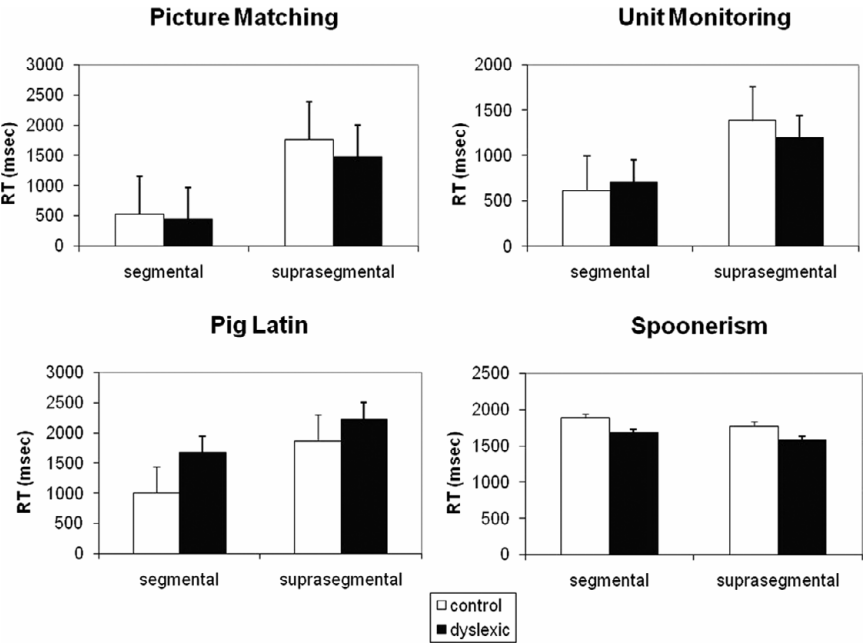 Picture Matching
RT (msec)
3000
2500
2000
1500
1000
500
0
segmental suprasegmental
Unit Monitoring
RT (msec)
2000
1500
1000
500
0
segmental suprasegmental
Pig Latin
RT (msec)
3000
2500
2000
1500
1000
500
0
segmental suprasegmental
Spoonerism
RT (msec)
2500
2000
1500
1000
500
0
segmental suprasegmental
control
dyslexic